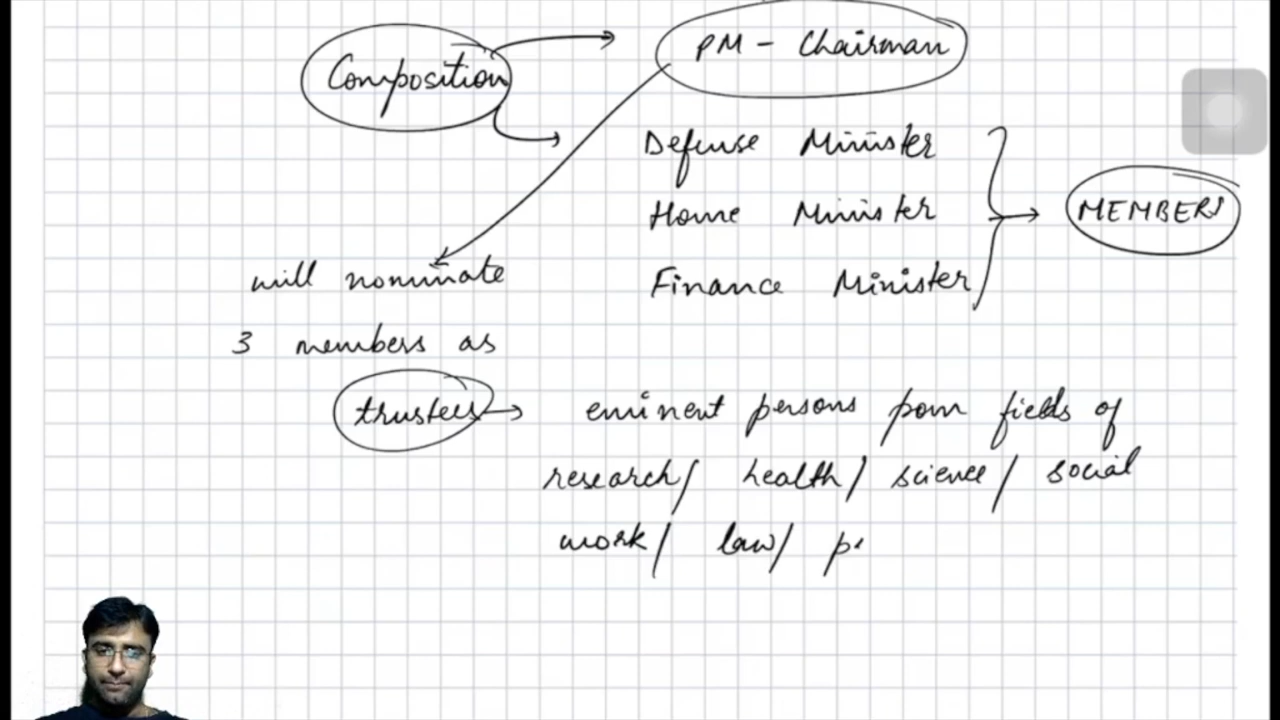 Composition
PM - Chairman
Defense Minister
Home Minister
Finance Minister
MEMBERS
will nominate
3 members as
trustees
eminent persons from fields of
research/ health/ science/ social
work/ law/ p